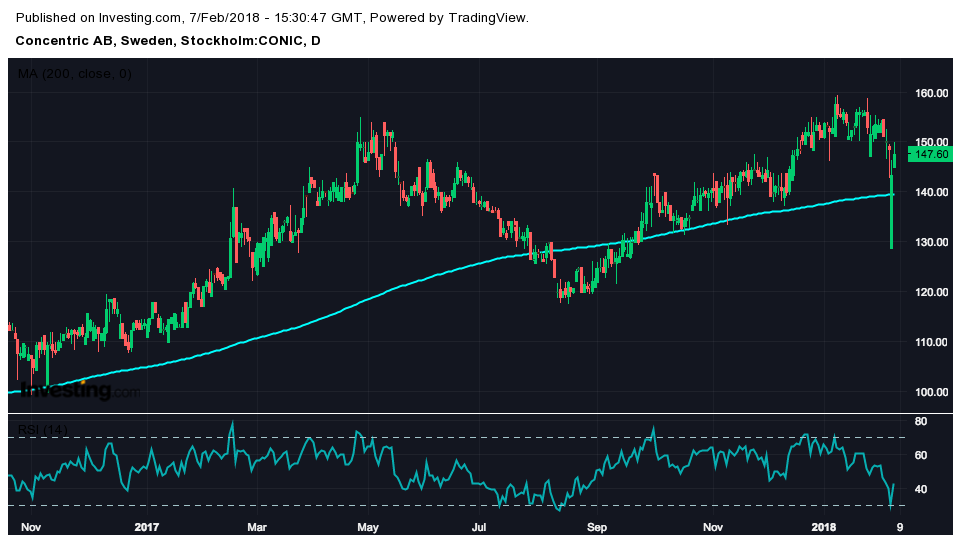 Published on Investing.com, 7/Feb/2018 - 15:30:47 GMT, Powered by TradingView.
Concentric AB, Sweden, Stockholm:CONIC, D
MA (200, close, 0)
160.00
150.00
147.60
140.00
130.00
120.00
110.00
100.00
Investing.com
RSI (14)
80
60
40
Nov 2017 Mar May Jul Sep Nov 2018 9